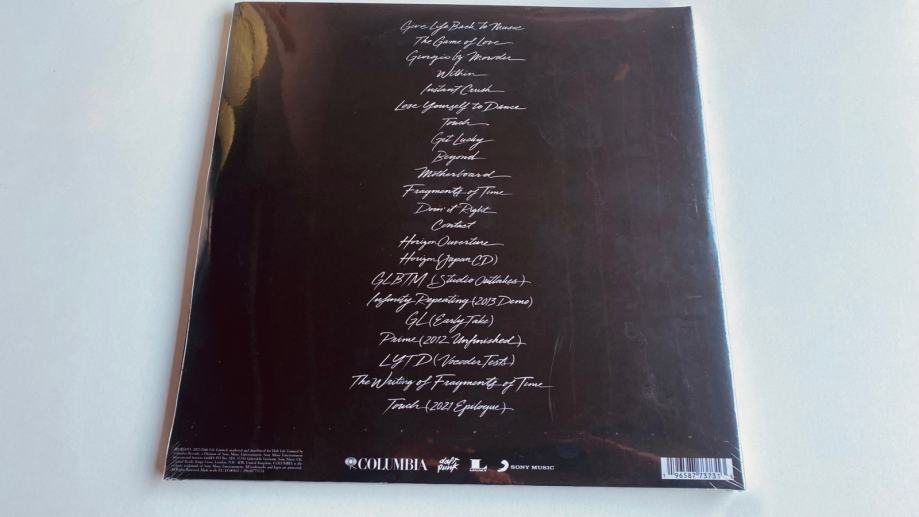 Give Life Back to Music
The Game of Love
Giorgio by Moroder
Within
Instant Crush
Lose Yourself to Dance
Touch
Get Lucky
Beyond
Motherboard
Fragments of Time
Doin' it Right
Contact
Horizon Ouverture
Horizon (Japan CD)
GLBTM (Studio Outtakes)
Infinity Repeating (2013 Demo)
GL (Early Take)
Prime (2012 Unfinished)
LYTD (Vocoder Tests)
The Writing of Fragments of Time
Touch (2021 Epilogue)
COLUMBIA daft punk L SONY MUSIC
96587 7373